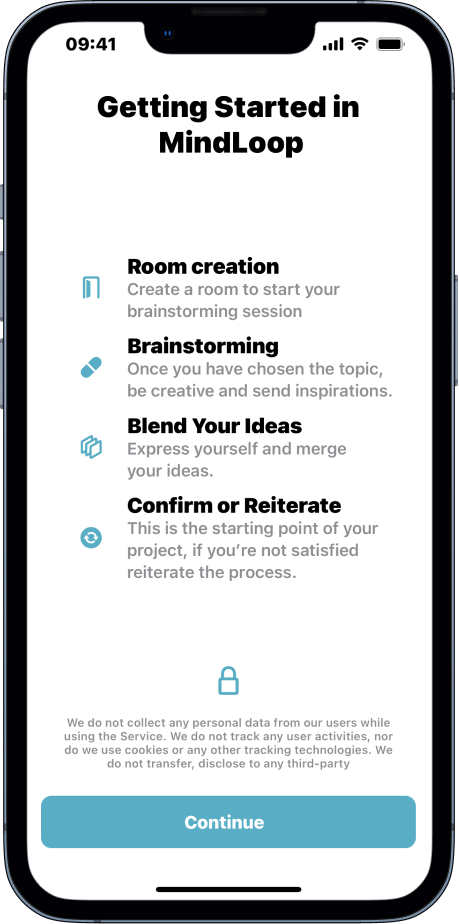 09:41
Getting Started in
MindLoop
Room creation
Create a room to start your
brainstorming session
Brainstorming
Once you have chosen the topic,
be creative and send inspirations.
Blend Your Ideas
Express yourself and merge
your ideas.
Confirm or Reiterate
This is the starting point of your
project, if you’re not satisfied
reiterate the process.
We do not collect any personal data from our users while
using the Service. We do not track any user activities, nor
do we use cookies or any other tracking technologies. We
do not transfer, disclose to any third-party
Continue